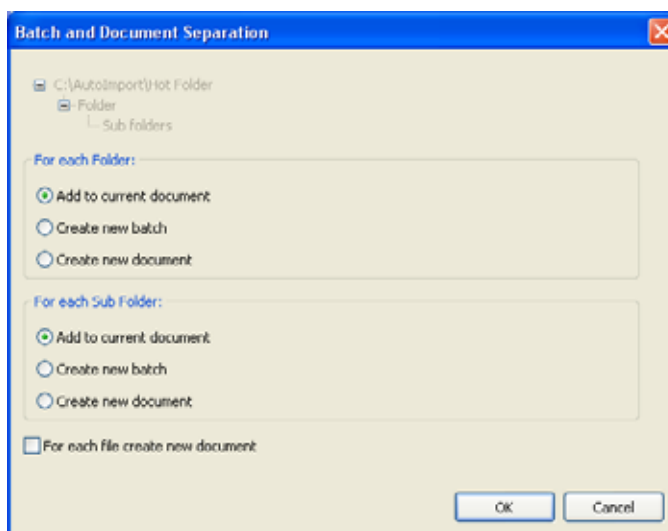 Batch and Document Separation
C:\AutoImport\Hot Folder
Folder
Sub folders
For each Folder:
Add to current document
Create new batch
Create new document
For each Sub Folder:
Add to current document
Create new batch
Create new document
For each file create new document
OK Cancel